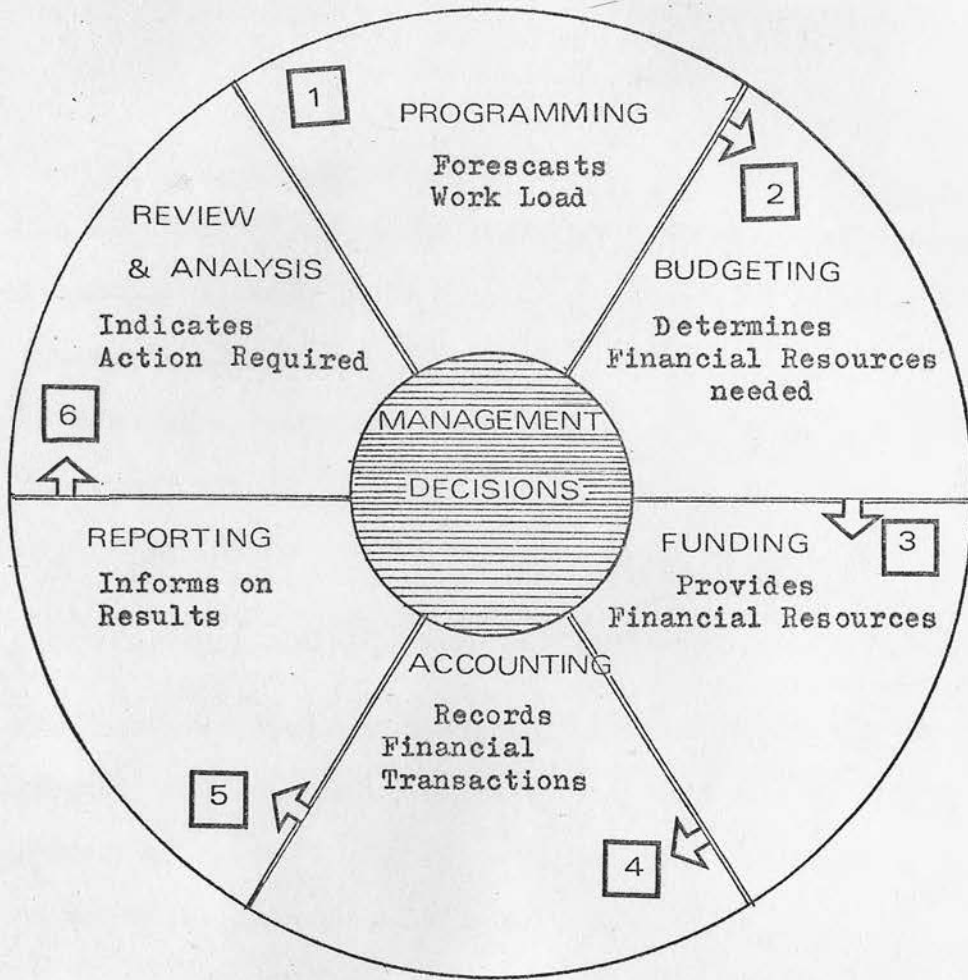 1
PROGRAMMING
Forescasts
Work Load
2
BUDGETING
Determines
Financial Resources
needed
3
FUNDING
Provides
Financial Resources
4
ACCOUNTING
Records
Financial
Transactions
5
REPORTING
Informs on
Results
6
REVIEW
& ANALYSIS
Indicates
Action Required
MANAGEMENT
DECISIONS